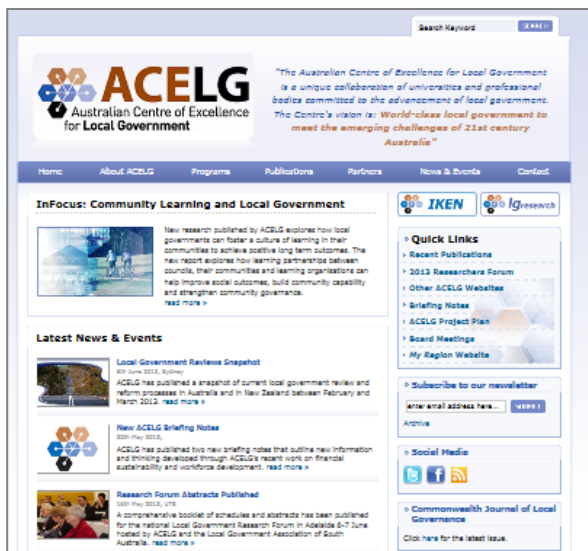 Search Keyword
SEARCH
ACELG
Australian Centre of Excellence
for Local Government
"The Australian Centre of Excellence for Local Government
is a unique collaboration of universities and professional
bodies committed to the advancement of local government.
The Centre's vision is: World-class local government to
meet the emerging challenges of 21st century
Australia"
Home About ACELG Programs Publications Partners News & Events Contact
InFocus: Community Learning and Local Government
New research published by ACELG explores how local
governments can foster a culture of learning in their
communities to achieve positive long term outcomes. The
new report explores how learning partnerships between
councils, their communities and learning organisations can
help improve social outcomes, build community capability
and strengthen community governance.
read more »
Latest News & Events
Local Government Reviews Snapshot
6th June 2013, Sydney
ACELG has published a snapshot of current local government review and
reform processes in Australia and in New Zealand between February and
March 2013. read more »
New ACELG Briefing Notes
20th May 2013,
ACELG has published two new briefing notes that outline new information
and thinking developed through ACELG's recent work on financial
sustainability and workforce development. read more »
Research Forum Abstracts Published
16th May 2013, UTS
A comprehensive booklet of schedules and abstracts has been published
for the national Local Government Research Forum in Adelaide 6-7 June
hosted by ACELG and the Local Government Association of South
Australia. read more »
IKEN
lgresearch
» Quick Links
Recent Publications
2013 Researchers Forum
Other ACELG Websites
Briefing Notes
ACELG Project Plan
Board Meetings
My Region Website
» Subscribe to our newsletter
enter email address here...
SUBMIT
Archive
» Social Media
» Commonwealth Journal of Local
Governance
Click here for the latest issue.